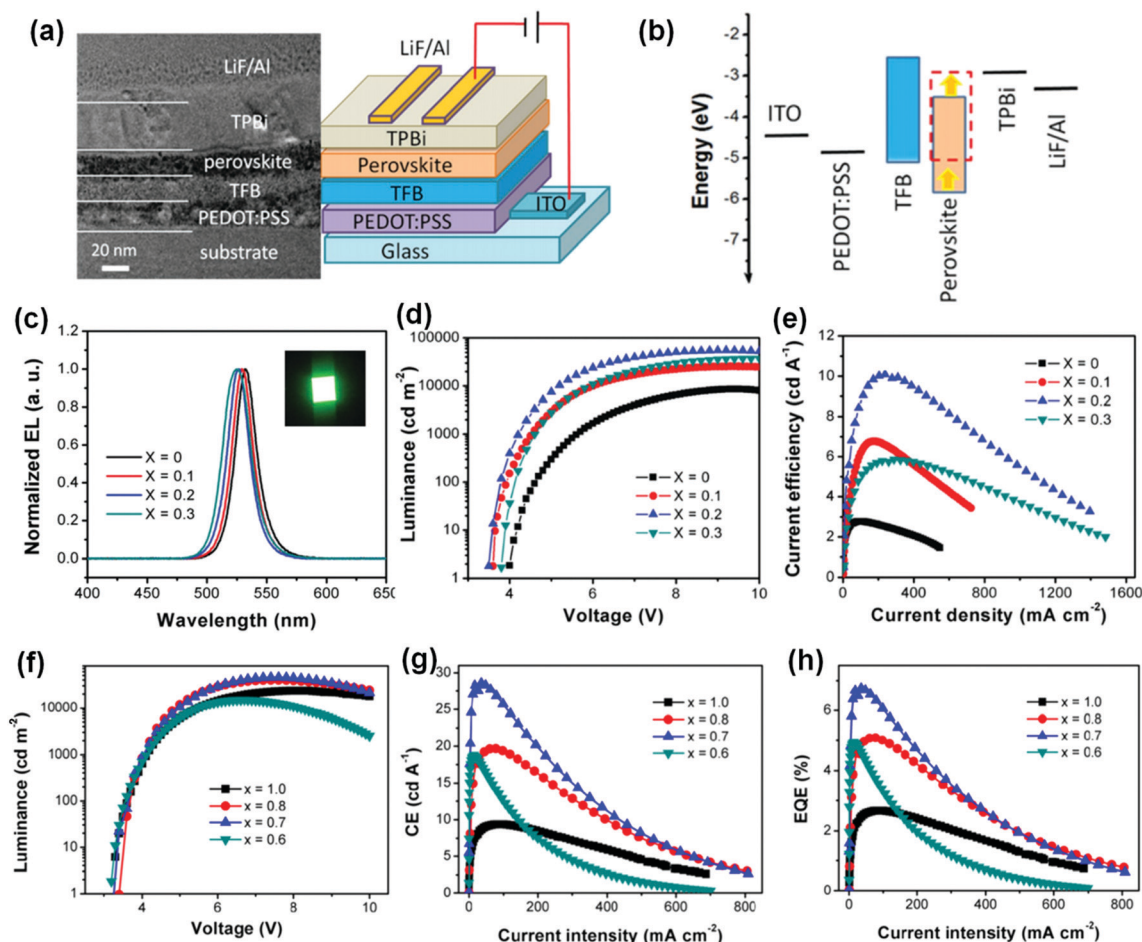 (a)
LiF/Al
TPBi
perovskite
TFB
PEDOT:PSS
substrate
20 nm
LiF/Al
TPBi
Perovskite
TFB
PEDOT:PSS
ITO
Glass
(b)
Energy (eV)
-2
-3
-4
-5
-6
-7
ITO
PEDOT:PSS
TFB
Perovskite
TPBi
LiF/Al
(c)
Normalized EL (a. u.)
1.2
1.0
0.8
0.6
0.4
0.2
0.0
X = 0
X = 0.1
X = 0.2
X = 0.3
400 450 500 550 600 650
Wavelength (nm)
(d)
Luminance (cd m-2)
100000
10000
1000
100
10
1
X = 0
X = 0.1
X = 0.2
X = 0.3
4 6 8 10
Voltage (V)
(e)
Current efficiency (cd A-1)
12
10
8
6
4
2
0
X = 0
X = 0.1
X = 0.2
X = 0.3
0 400 800 1200 1600
Current density (mA cm-2)
(f)
Luminance (cd m-2)
10000
1000
100
10
1
x = 1.0
x = 0.8
x = 0.7
x = 0.6
4 6 8 10
Voltage (V)
(g)
CE (cd A-1)
30
25
20
15
10
5
0
x = 1.0
x = 0.8
x = 0.7
x = 0.6
0 200 400 600 800
Current intensity (mA cm-2)
(h)
EQE (%)
6
4
2
0
x = 1.0
x = 0.8
x = 0.7
x = 0.6
0 200 400 600 800
Current intensity (mA cm-2)